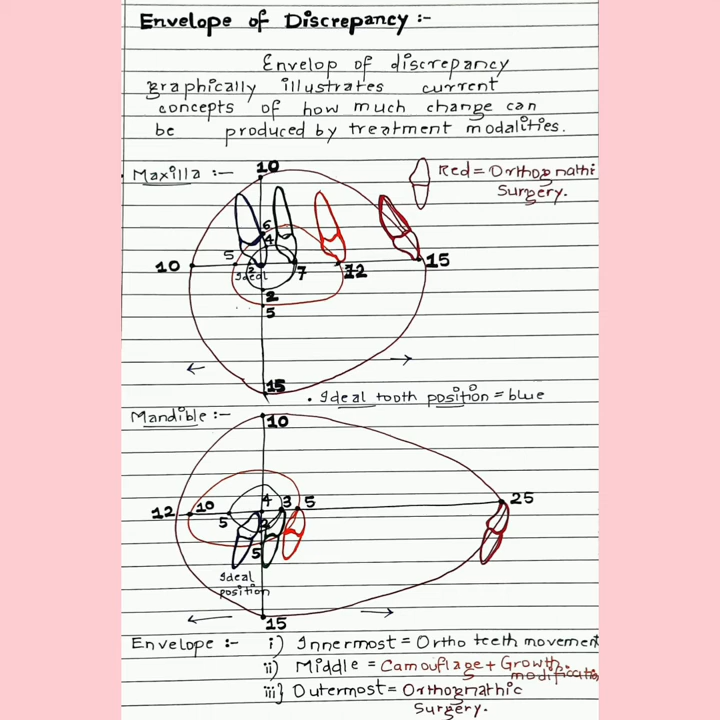 Envelope of Discrepancy :-
Envelop of discrepancy
graphically illustrates current
concepts of how much change can
be produced by treatment modalities.
Maxilla :-
10
Red = Orthognathi
Surgery.
6
4
5
10
2
7
12
15
Ideal
2
5
15
. Ideal tooth position = blue
Mandible :-
10
12
10
5
4
3
5
25
2
5
Ideal
position
15
Envelope :- i) Innermost = Ortho teeth movement
ii) Middle = Camouflage + Growth
modification
iii} Outermost = Orthognathic
Surgery.